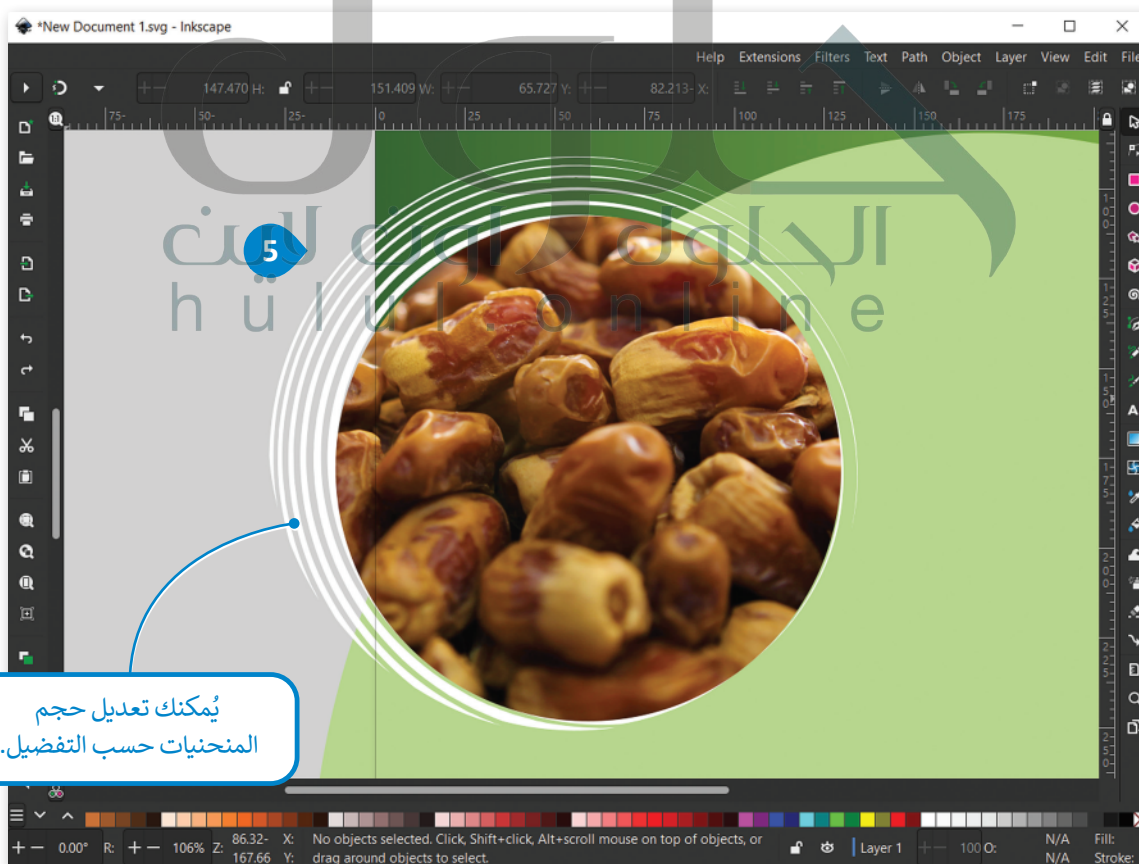 *New Document 1.svg - Inkscape
Help Extensions Filters Text Path Object Layer View Edit File
147.470 H: 151.409 W: 65.727 Y: 82.213- X:
75- 50- 25- 0 25 50 75 100 125 150 175
حلول
الحلول اون لاين
hulul.online
5
يُمكنك تعديل حجم
المنحنيات حسب التفضيل.
0.00° R: 106% Z: 86.32- X: No objects selected. Click, Shift+click, Alt+scroll mouse on top of objects, or
167.66 Y: drag around objects to select.
Layer 1 100 O: N/A Fill:
N/A Stroke: